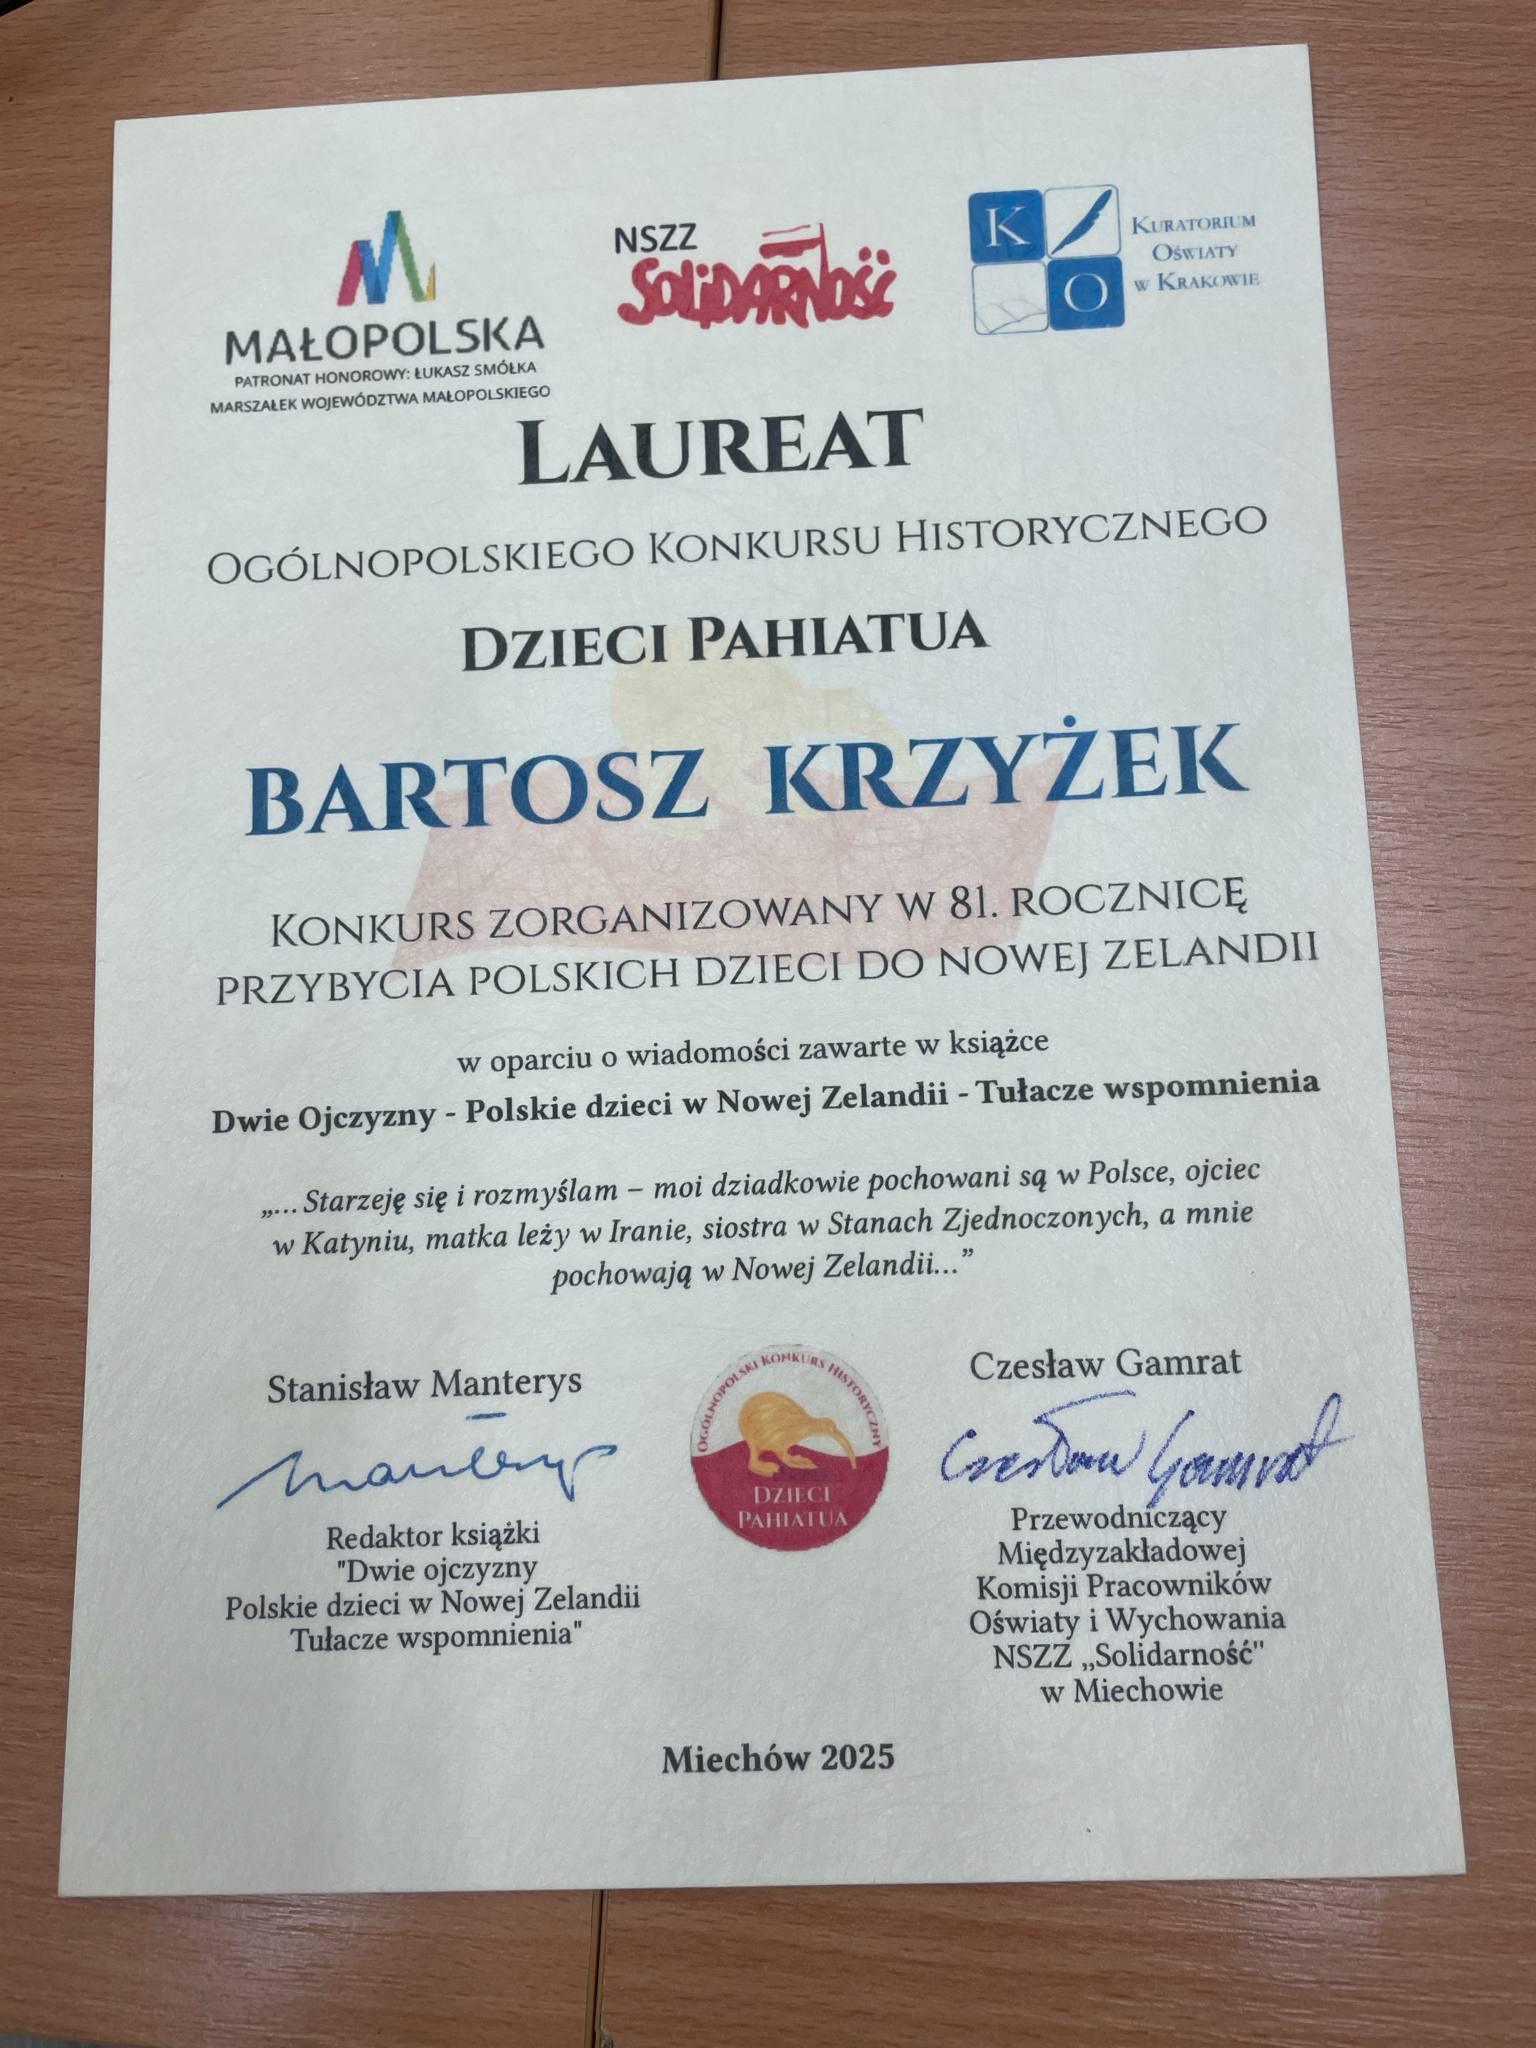 MAŁOPOLSKA
PATRONAT HONOROWY: ŁUKASZ SMÓŁKA
MARSZAŁEK WOJEWÓDZTWA MAŁOPOLSKIEGO
NSZZ
SOLIDARNOŚĆ
K
O
KURATORIUM
OŚWIATY
W KRAKOWIE
LAUREAT
OGÓLNOPOLSKIEGO KONKURSU HISTORYCZNEGO
DZIECI PAHIATUA
BARTOSZ KRZYŻEK
KONKURS ZORGANIZOWANY W 81. ROCZNICĘ
PRZYBYCIA POLSKICH DZIECI DO NOWEJ ZELANDII
w oparciu o wiadomości zawarte w książce
Dwie Ojczyzny - Polskie dzieci w Nowej Zelandii - Tułacze wspomnienia
„... Starzeję się i rozmyślam – moi dziadkowie pochowani są w Polsce, ojciec
w Katyniu, matka leży w Iranie, siostra w Stanach Zjednoczonych, a mnie
pochowają w Nowej Zelandii...”
Stanisław Manterys
Manterys
Redaktor książki
"Dwie ojczyzny
Polskie dzieci w Nowej Zelandii
Tułacze wspomnienia"
OGÓLNOPOLSKI KONKURS HISTORYCZNY
DZIECI
PAHIATUA
Czesław Gamrat
Czesław Gamrat
Przewodniczący
Międzyzakładowej
Komisji Pracowników
Oświaty i Wychowania
NSZZ „Solidarność"
w Miechowie
Miechów 2025